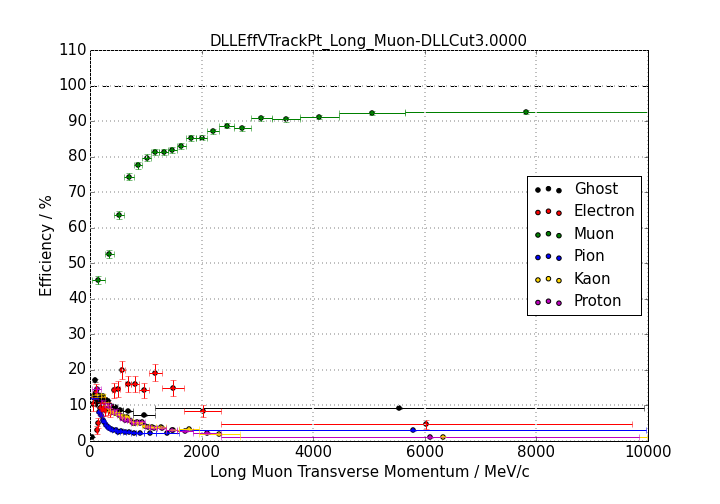 DLLEffVTrackPt_Long_Muon-DLLCut3.0000
110
100
90
80
70
60
50
40
30
20
10
0
Efficiency / %
Ghost
Electron
Muon
Pion
Kaon
Proton
0 2000 4000 6000 8000 10000
Long Muon Transverse Momentum / MeV/c